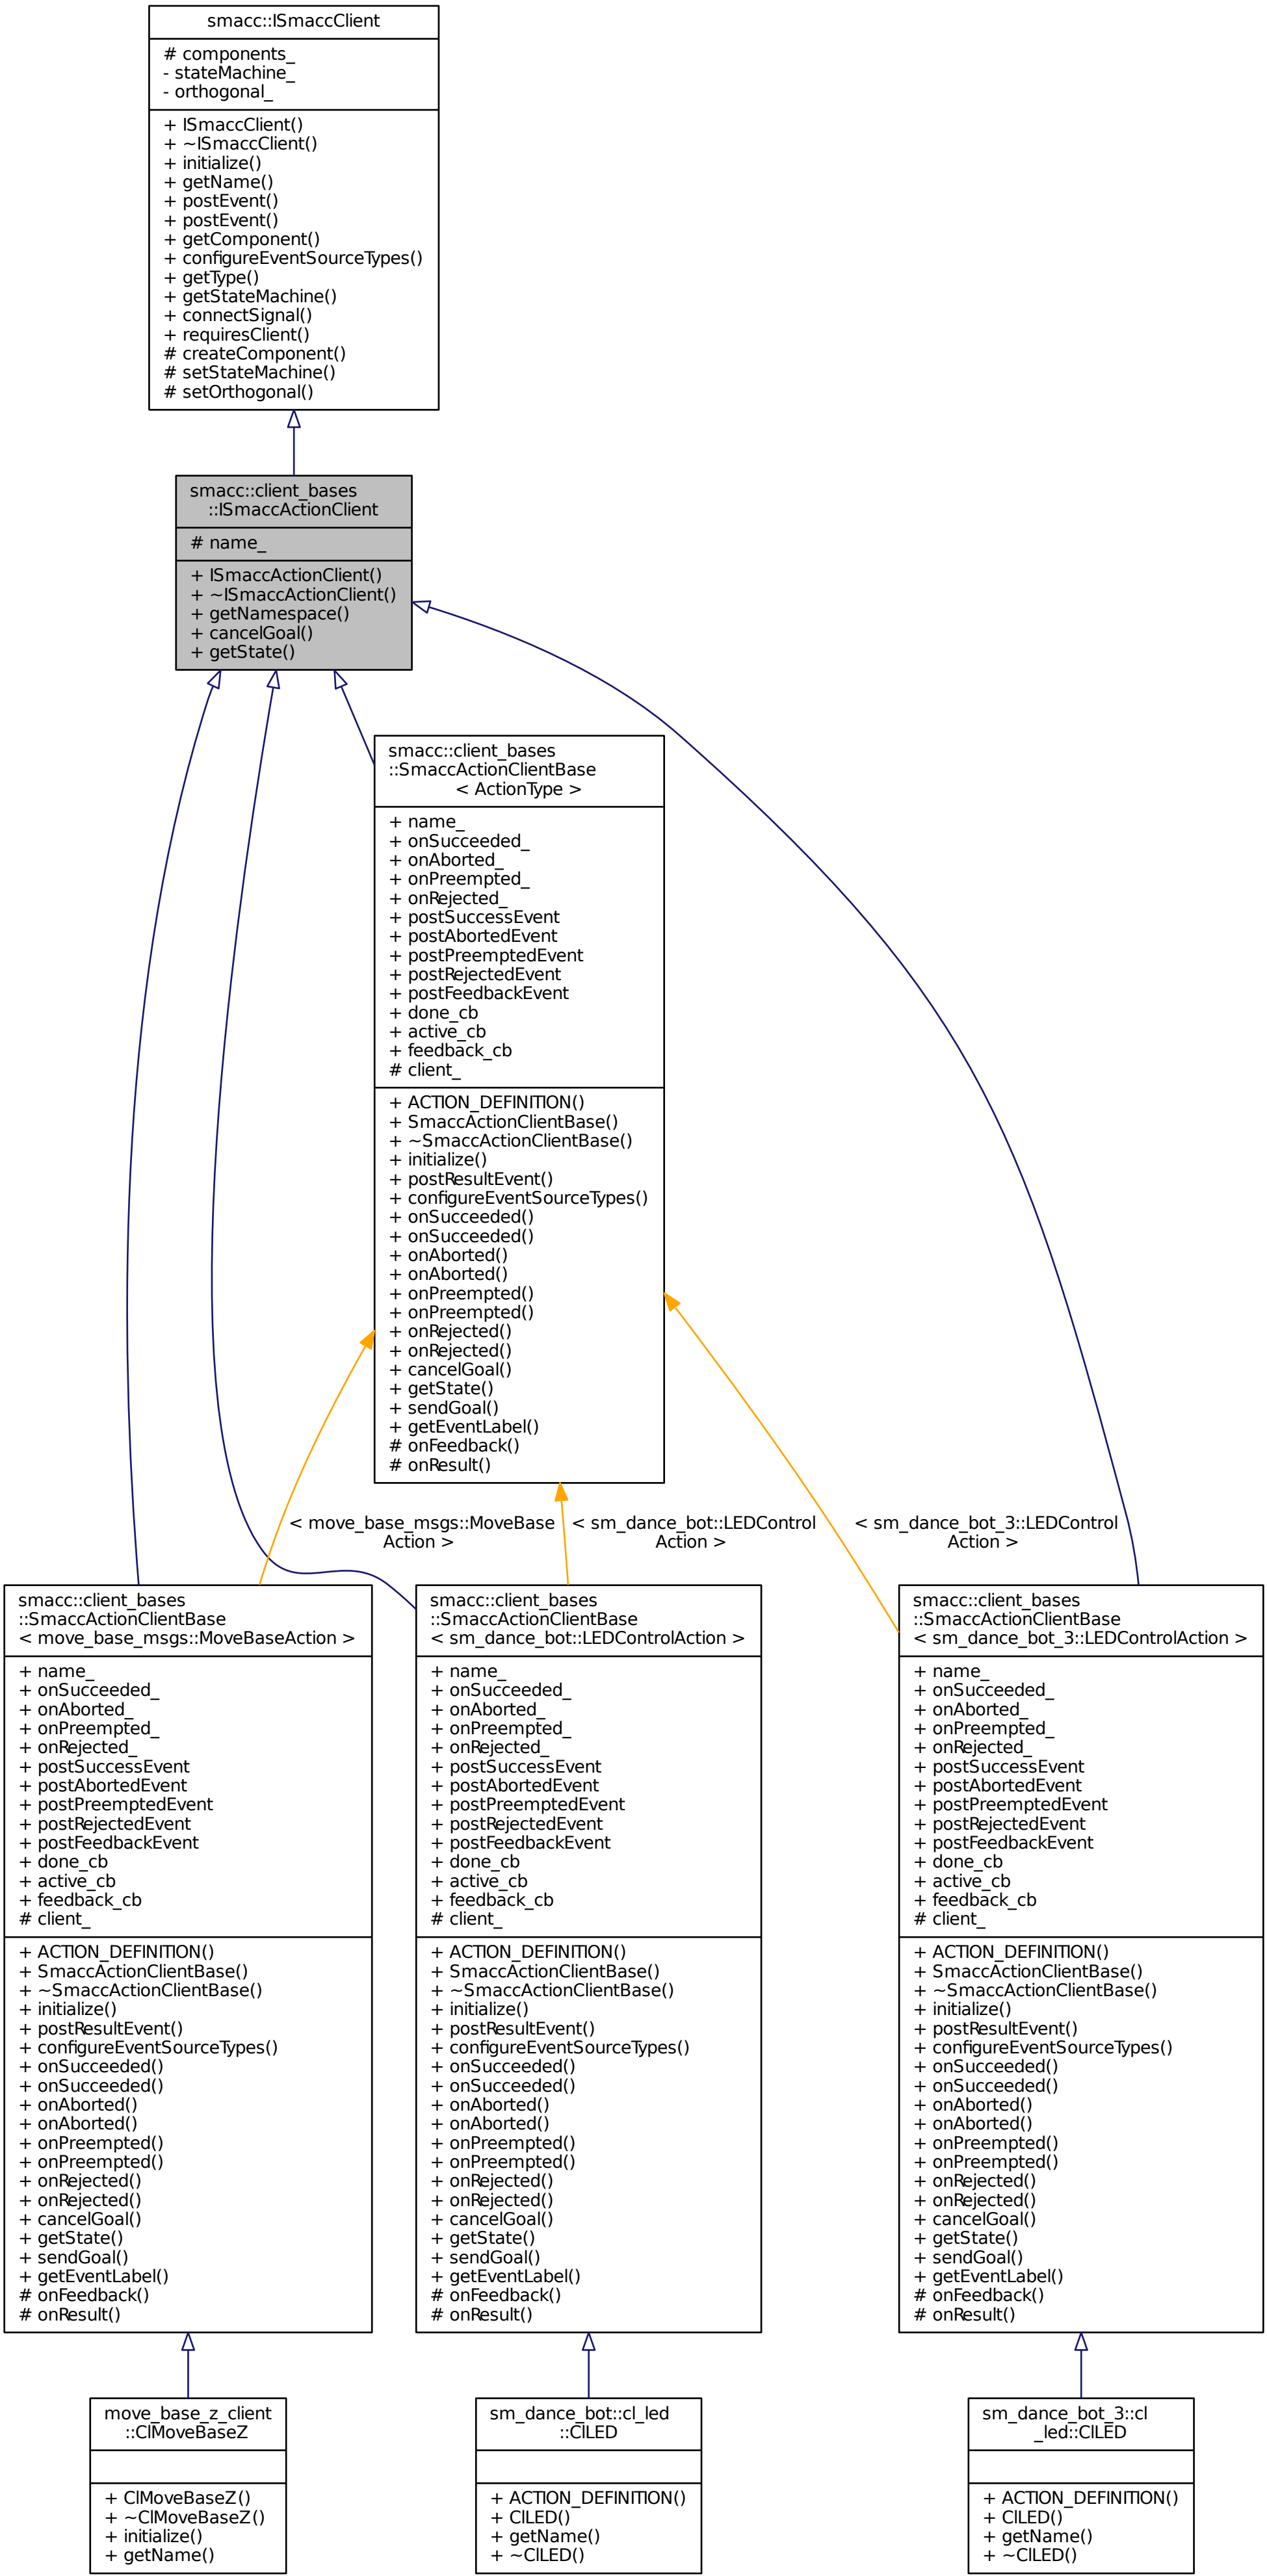 smacc::ISmaccClient
# components_
- stateMachine_
- orthogonal_
+ ISmaccClient()
+ ~ISmaccClient()
+ initialize()
+ getName()
+ postEvent()
+ postEvent()
+ getComponent()
+ configureEventSourceTypes()
+ getType()
+ getStateMachine()
+ connectSignal()
+ requiresClient()
# createComponent()
# setStateMachine()
# setOrthogonal()
smacc::client_bases
::ISmaccActionClient
# name_
+ ISmaccActionClient()
+ ~ISmaccActionClient()
+ getNamespace()
+ cancelGoal()
+ getState()
smacc::client_bases
::SmaccActionClientBase
< ActionType >
+ name_
+ onSucceeded_
+ onAborted_
+ onPreempted_
+ onRejected_
+ postSuccessEvent
+ postAbortedEvent
+ postPreemptedEvent
+ postRejectedEvent
+ postFeedbackEvent
+ done_cb
+ active_cb
+ feedback_cb
# client_
+ ACTION_DEFINITION()
+ SmaccActionClientBase()
+ ~SmaccActionClientBase()
+ initialize()
+ postResultEvent()
+ configureEventSourceTypes()
+ onSucceeded()
+ onSucceeded()
+ onAborted()
+ onAborted()
+ onPreempted()
+ onPreempted()
+ onRejected()
+ onRejected()
+ cancelGoal()
+ getState()
+ sendGoal()
+ getEventLabel()
# onFeedback()
# onResult()
< move_base_msgs::MoveBase
Action >
< sm_dance_bot::LEDControl
Action >
< sm_dance_bot_3::LEDControl
Action >
smacc::client_bases
::SmaccActionClientBase
< move_base_msgs::MoveBaseAction >
+ name_
+ onSucceeded_
+ onAborted_
+ onPreempted_
+ onRejected_
+ postSuccessEvent
+ postAbortedEvent
+ postPreemptedEvent
+ postRejectedEvent
+ postFeedbackEvent
+ done_cb
+ active_cb
+ feedback_cb
# client_
+ ACTION_DEFINITION()
+ SmaccActionClientBase()
+ ~SmaccActionClientBase()
+ initialize()
+ postResultEvent()
+ configureEventSourceTypes()
+ onSucceeded()
+ onSucceeded()
+ onAborted()
+ onAborted()
+ onPreempted()
+ onPreempted()
+ onRejected()
+ onRejected()
+ cancelGoal()
+ getState()
+ sendGoal()
+ getEventLabel()
# onFeedback()
# onResult()
smacc::client_bases
::SmaccActionClientBase
< sm_dance_bot::LEDControlAction >
+ name_
+ onSucceeded_
+ onAborted_
+ onPreempted_
+ onRejected_
+ postSuccessEvent
+ postAbortedEvent
+ postPreemptedEvent
+ postRejectedEvent
+ postFeedbackEvent
+ done_cb
+ active_cb
+ feedback_cb
# client_
+ ACTION_DEFINITION()
+ SmaccActionClientBase()
+ ~SmaccActionClientBase()
+ initialize()
+ postResultEvent()
+ configureEventSourceTypes()
+ onSucceeded()
+ onSucceeded()
+ onAborted()
+ onAborted()
+ onPreempted()
+ onPreempted()
+ onRejected()
+ onRejected()
+ cancelGoal()
+ getState()
+ sendGoal()
+ getEventLabel()
# onFeedback()
# onResult()
smacc::client_bases
::SmaccActionClientBase
< sm_dance_bot_3::LEDControlAction >
+ name_
+ onSucceeded_
+ onAborted_
+ onPreempted_
+ onRejected_
+ postSuccessEvent
+ postAbortedEvent
+ postPreemptedEvent
+ postRejectedEvent
+ postFeedbackEvent
+ done_cb
+ active_cb
+ feedback_cb
# client_
+ ACTION_DEFINITION()
+ SmaccActionClientBase()
+ ~SmaccActionClientBase()
+ initialize()
+ postResultEvent()
+ configureEventSourceTypes()
+ onSucceeded()
+ onSucceeded()
+ onAborted()
+ onAborted()
+ onPreempted()
+ onPreempted()
+ onRejected()
+ onRejected()
+ cancelGoal()
+ getState()
+ sendGoal()
+ getEventLabel()
# onFeedback()
# onResult()
move_base_z_client
::ClMoveBaseZ
+ ClMoveBaseZ()
+ ~ClMoveBaseZ()
+ initialize()
+ getName()
sm_dance_bot::cl_led
::ClLED
+ ACTION_DEFINITION()
+ ClLED()
+ getName()
+ ~ClLED()
sm_dance_bot_3::cl
_led::ClLED
+ ACTION_DEFINITION()
+ ClLED()
+ getName()
+ ~ClLED()